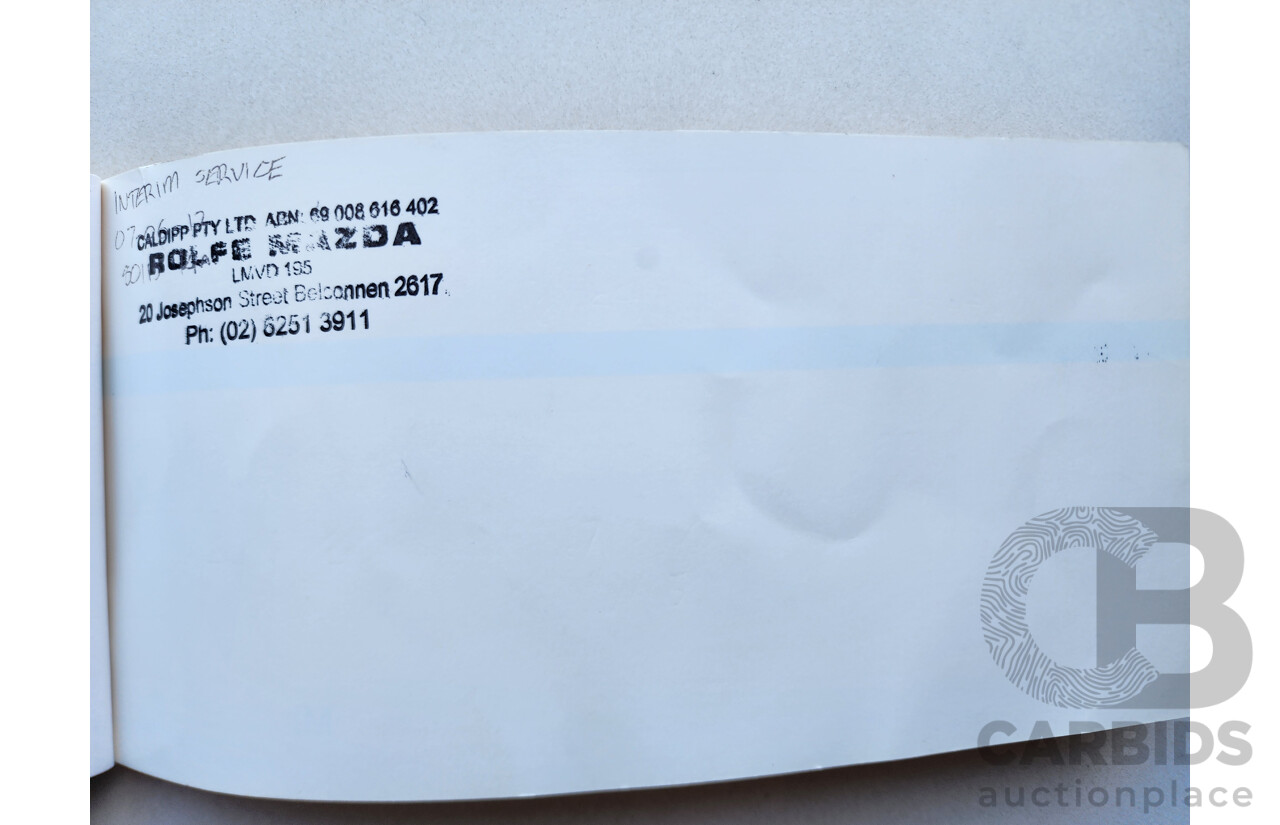 INTERIM SERVICE
CALDIPP PTY LTD ABN: 69 008 616 402
ROLFE MAZDA
LMVD 195
20 Josephson Street Belconnen 2617
Ph: (02) 6251 3911
CB
CARBIDS
auctionplace